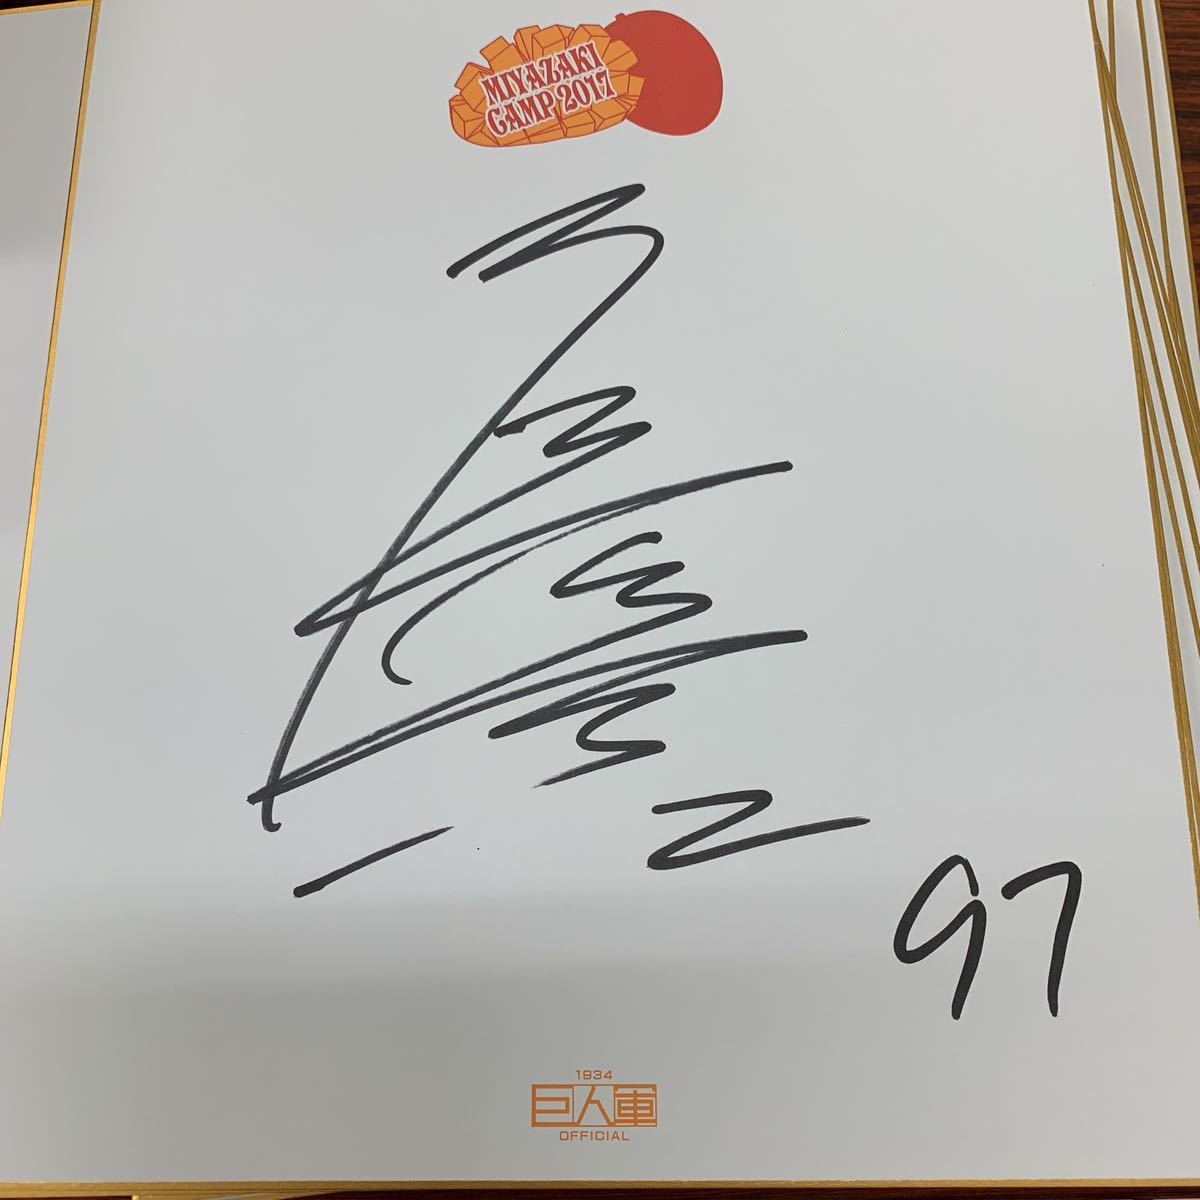 MIYAZAKI
CAMP 2017
97
1934
巨人軍
OFFICIAL